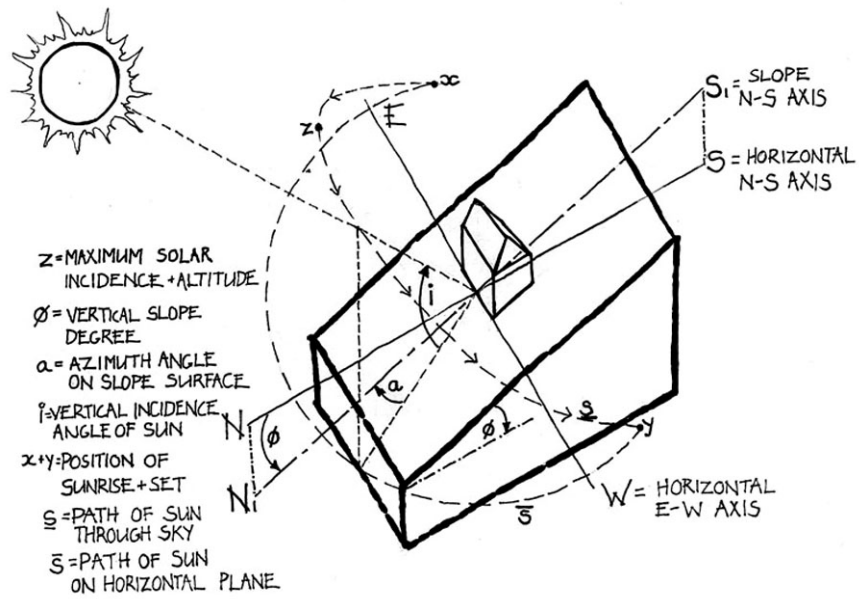 x
E
z
S₁= SLOPE
N-S AXIS
S= HORIZONTAL
N-S AXIS
z=MAXIMUM SOLAR
INCIDENCE+ALTITUDE
Ø=VERTICAL SLOPE
DEGREE
a= AZIMUTH ANGLE
ON SLOPE SURFACE
i=VERTICAL INCIDENCE
ANGLE OF SUN
x+y=POSITION OF
SUNRISE+SET
S=PATH OF SUN
THROUGH SKY
S̄=PATH OF SUN
ON HORIZONTAL PLANE
i
a
N
Ø
N₁
Ø
S
y
S̄
W= HORIZONTAL
E-W AXIS